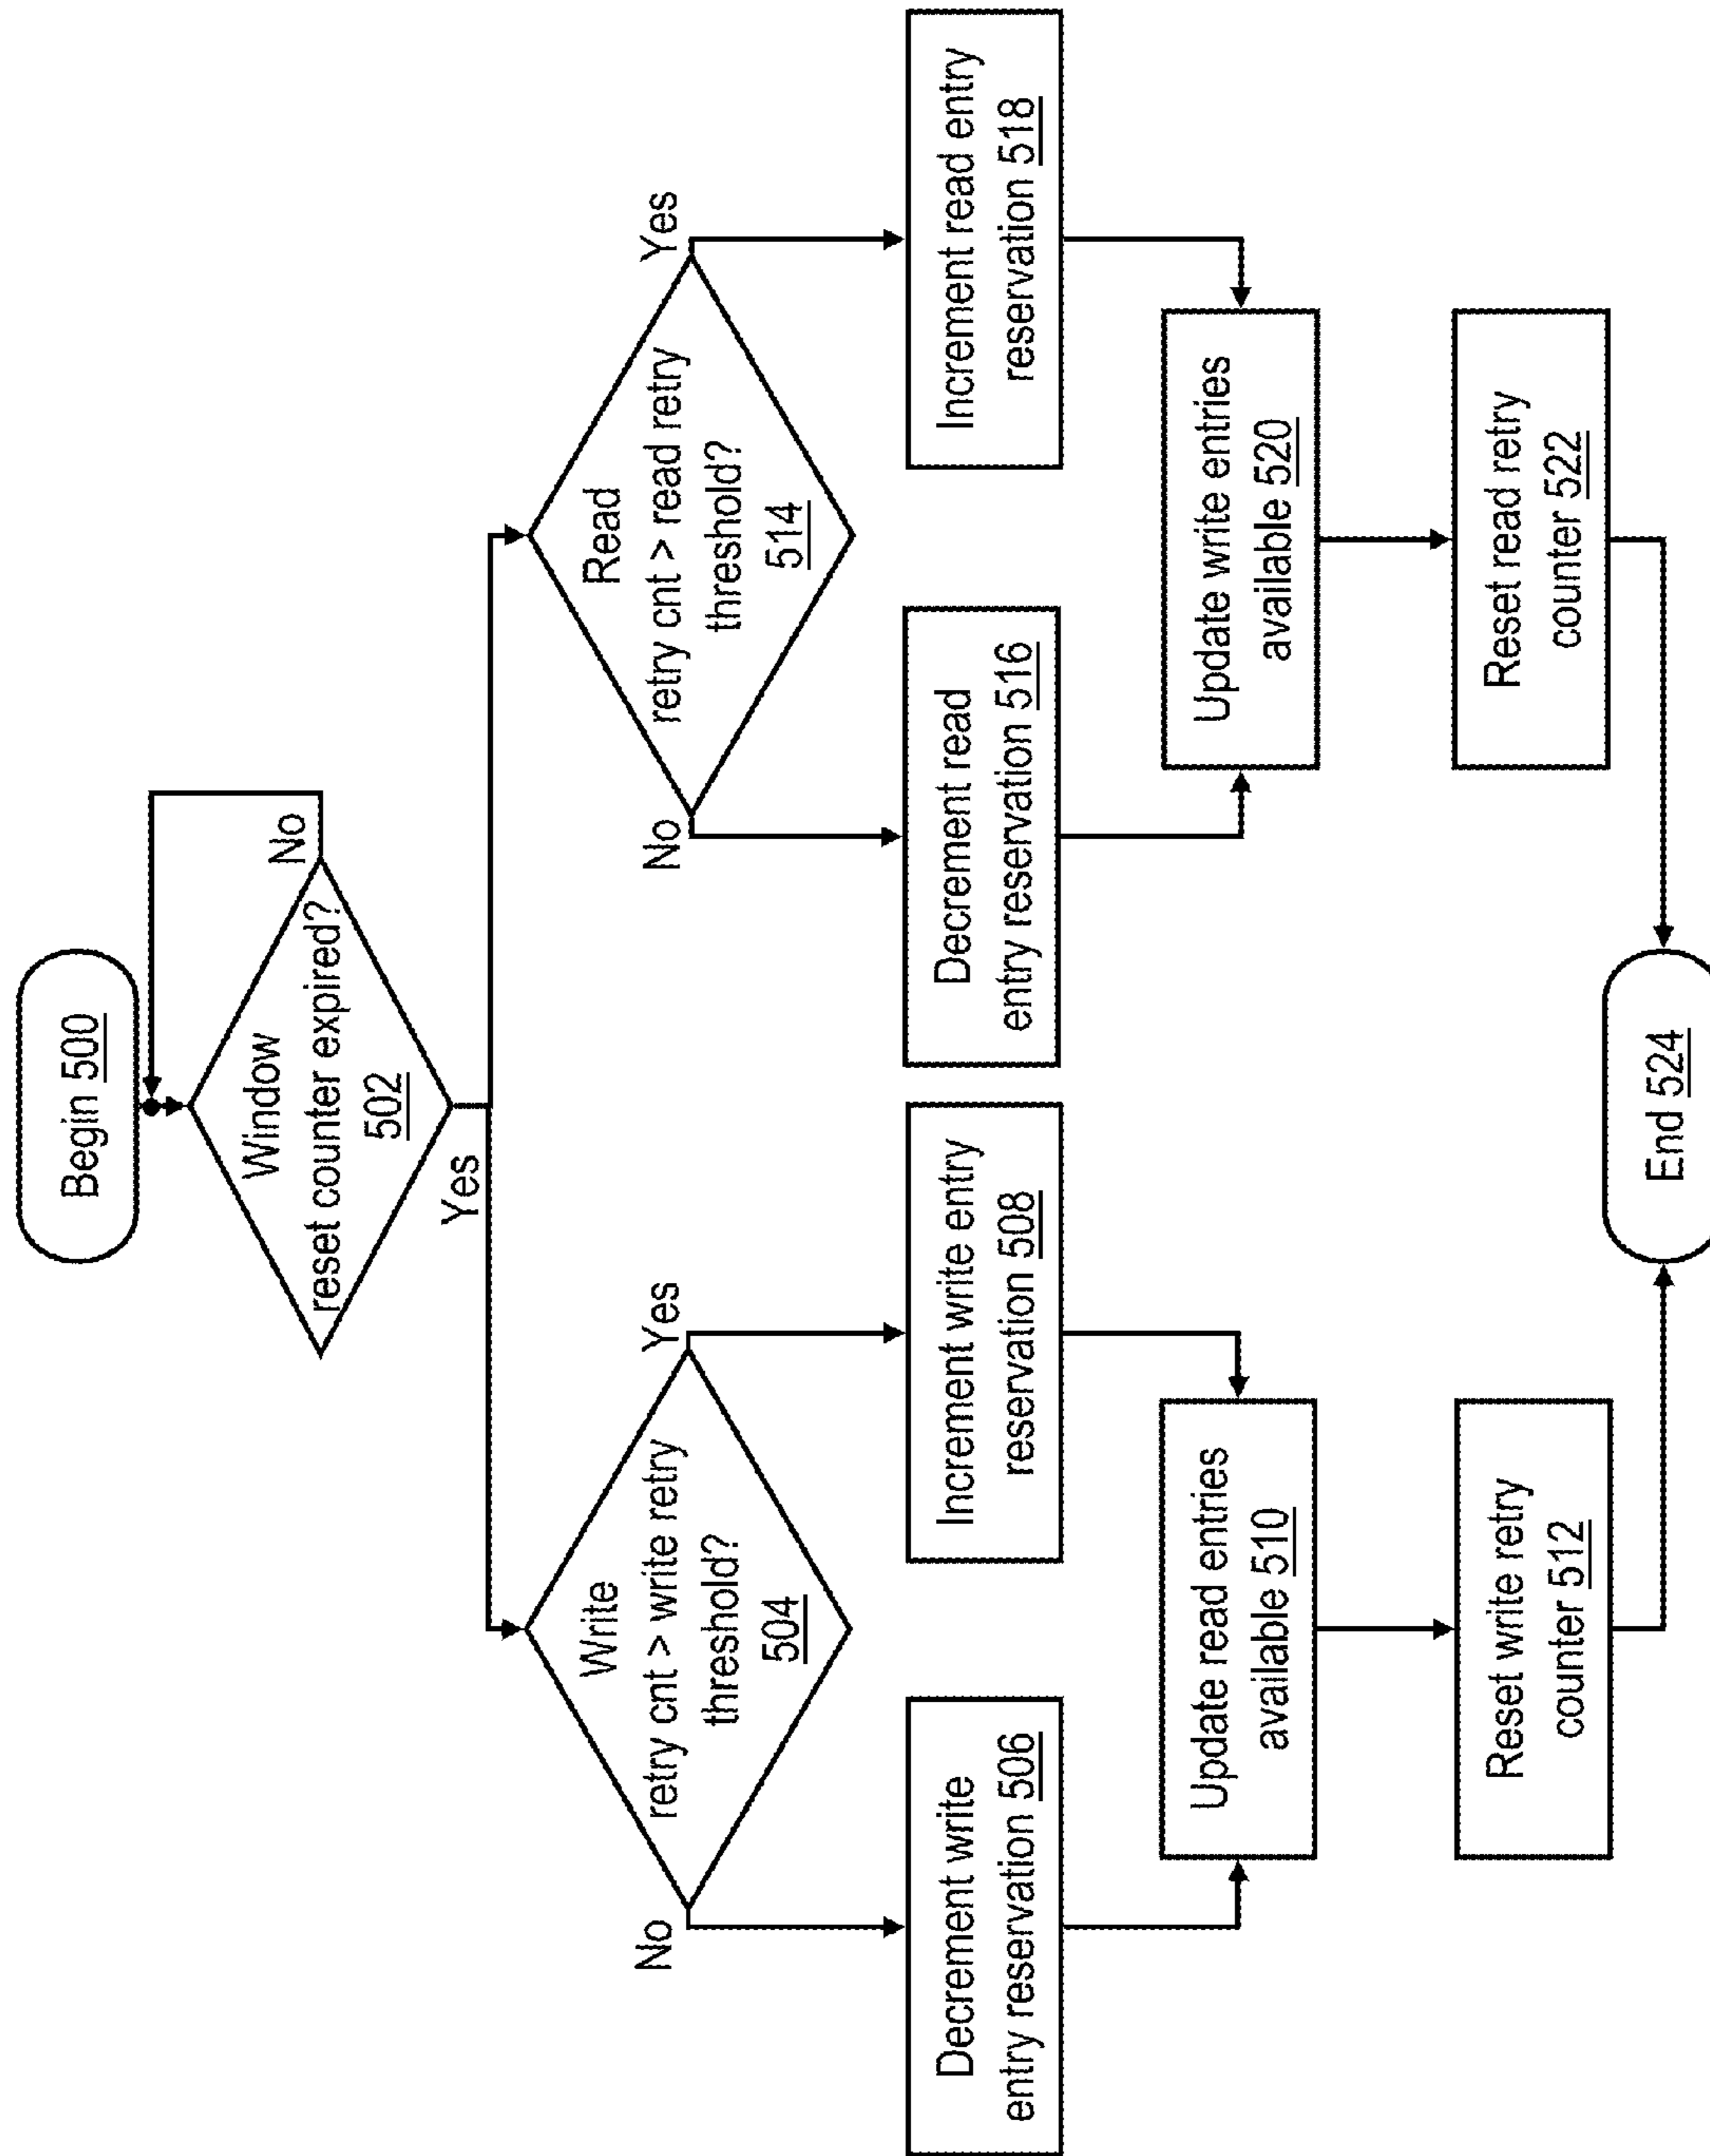 Begin 500
Window
reset counter expired?
502
No
Yes
Write
retry cnt > write retry
threshold?
504
No
Yes
Decrement write
entry reservation 506
Increment write entry
reservation 508
Update read entries
available 510
Reset write retry
counter 512
Read
retry cnt > read retry
threshold?
514
No
Yes
Decrement read
entry reservation 516
Increment read entry
reservation 518
Update write entries
available 520
Reset read retry
counter 522
End 524